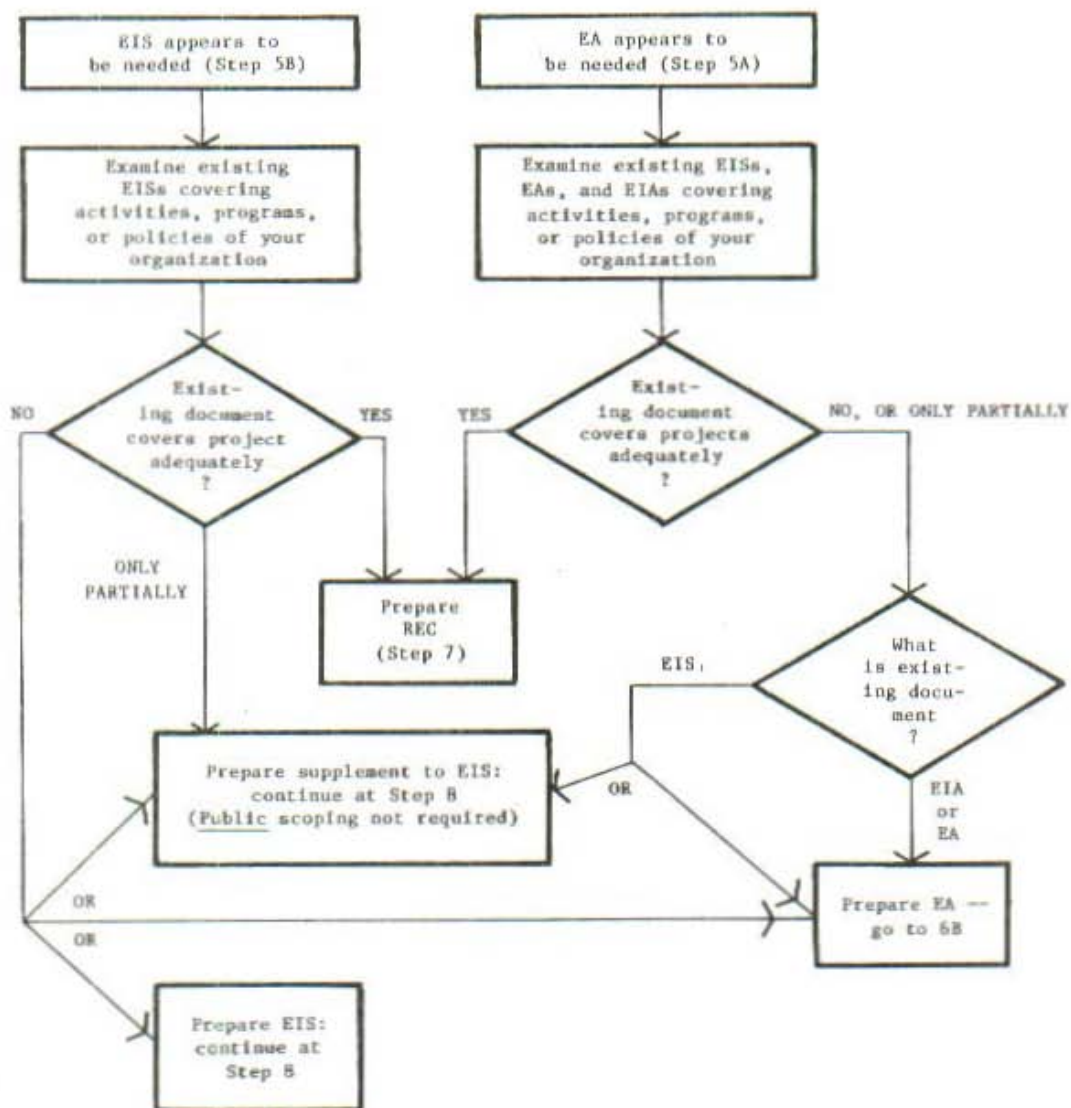 EIS appears to
be needed (Step 5B)
EA appears to
be needed (Step 5A)
Examine existing
EISs covering
activities, programs,
or policies of your
organization
Examine existing EISs,
EAs, and EIAs covering
activities, programs,
or policies of your
organization
Exist-
ing document
covers project
adequately
?
NO
YES
ONLY
PARTIALLY
Exist-
ing document
covers projects
adequately
?
YES
NO, OR ONLY PARTIALLY
Prepare
REC
(Step 7)
What
is exist-
ing docu-
ment
?
EIS,
OR
EIA
or
EA
Prepare supplement to EIS:
continue at Step 8
(Public scoping not required)
OR
OR
Prepare EA --
go to 6B
Prepare EIS:
continue at
Step 8